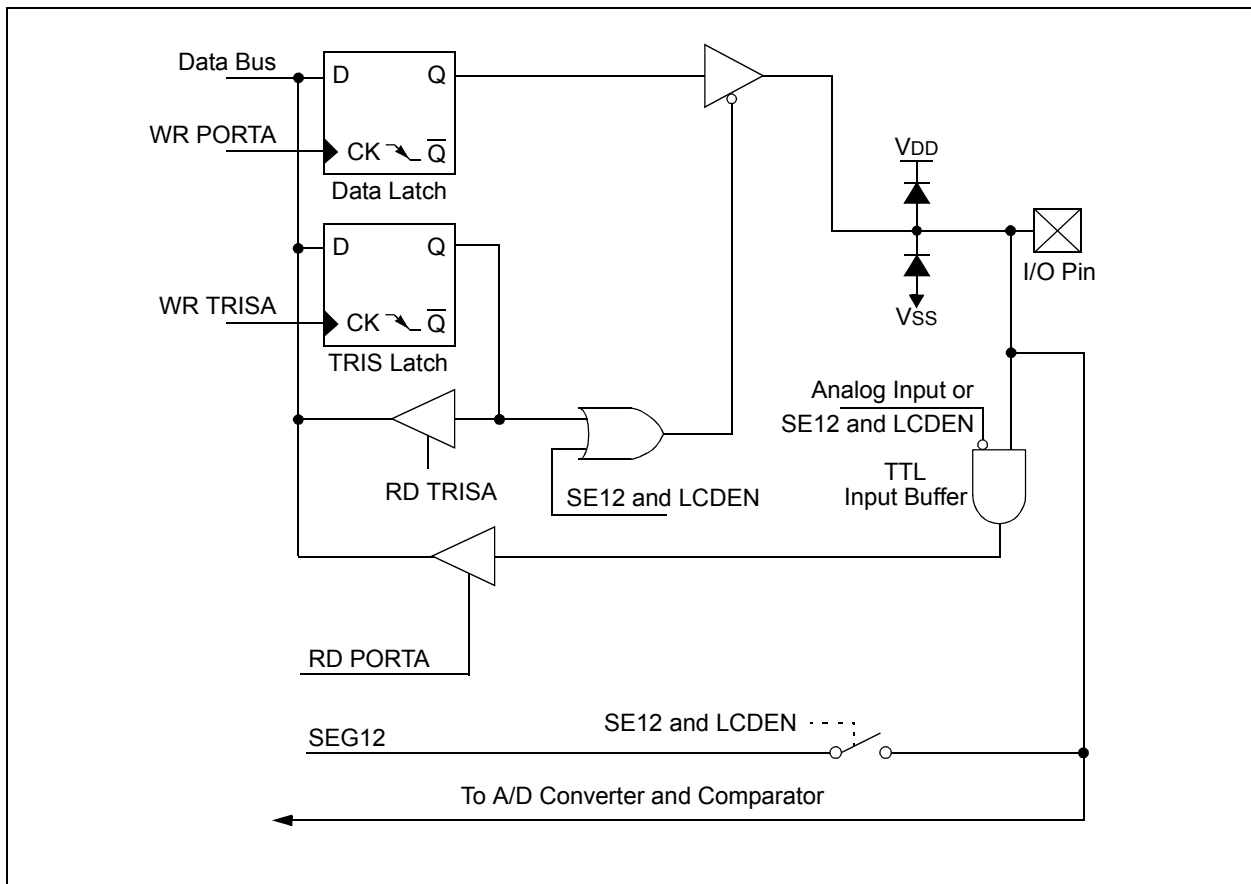 Data Bus
D Q
WR PORTA
CK Q
Data Latch
VDD
D Q
I/O Pin
WR TRISA
CK Q
VSS
TRIS Latch
Analog Input or
SE12 and LCDEN
RD TRISA
SE12 and LCDEN
TTL
Input Buffer
RD PORTA
SE12 and LCDEN
SEG12
To A/D Converter and Comparator